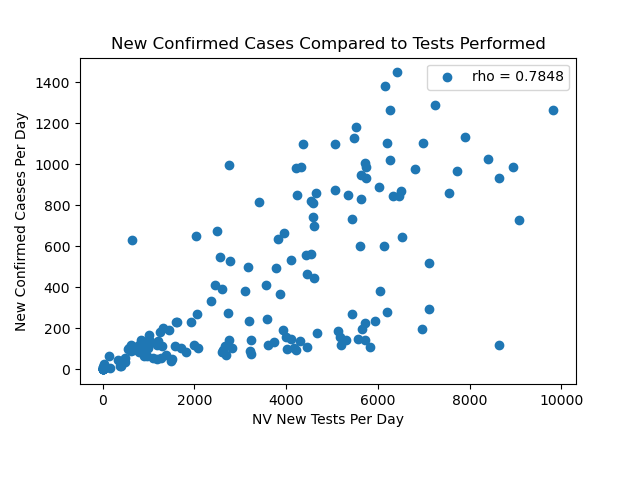 New Confirmed Cases Compared to Tests Performed
rho = 0.7848
New Confirmed Caeses Per Day
1400
1200
1000
800
600
400
200
0
0 2000 4000 6000 8000 10000
NV New Tests Per Day